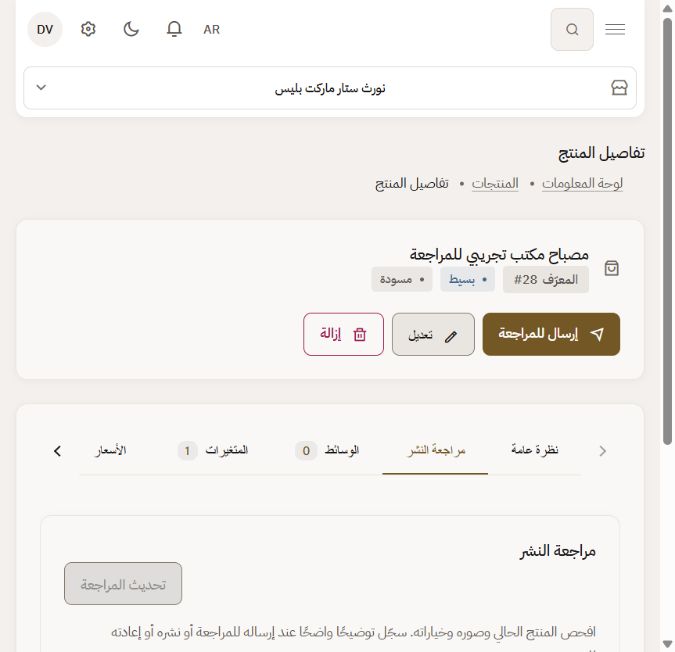 DV AR
نورث ستار ماركت بليس
تفاصيل المنتج
لوحة المعلومات • المنتجات • تفاصيل المنتج
مصباح مكتب تجريبي للمراجعة
المعرّف 28# • بسيط • مسودة
إرسال للمراجعة تعديل إزالة
نظرة عامة مراجعة النشر الوسائط 0 المتغيرات 1 الأسعار
مراجعة النشر
تحديث المراجعة
افحص المنتج الحالي وصوره وخياراته. سجّل توضيحًا واضحًا عند إرساله للمراجعة أو نشره أو إعادته